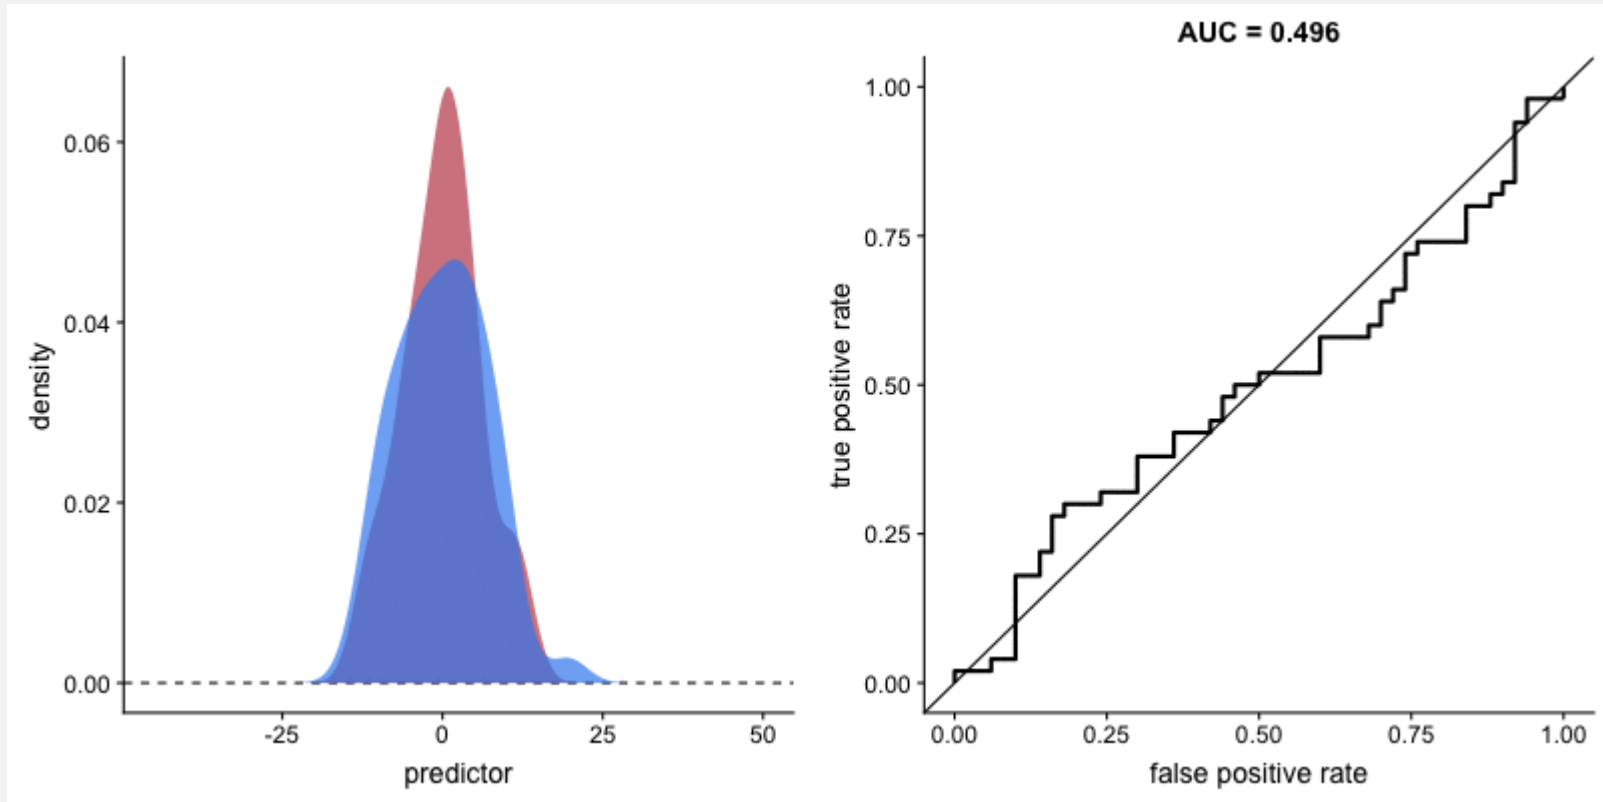 density
0.06
0.04
0.02
0.00
-25 0 25 50
predictor
AUC = 0.496
true positive rate
1.00
0.75
0.50
0.25
0.00
0.00 0.25 0.50 0.75 1.00
false positive rate